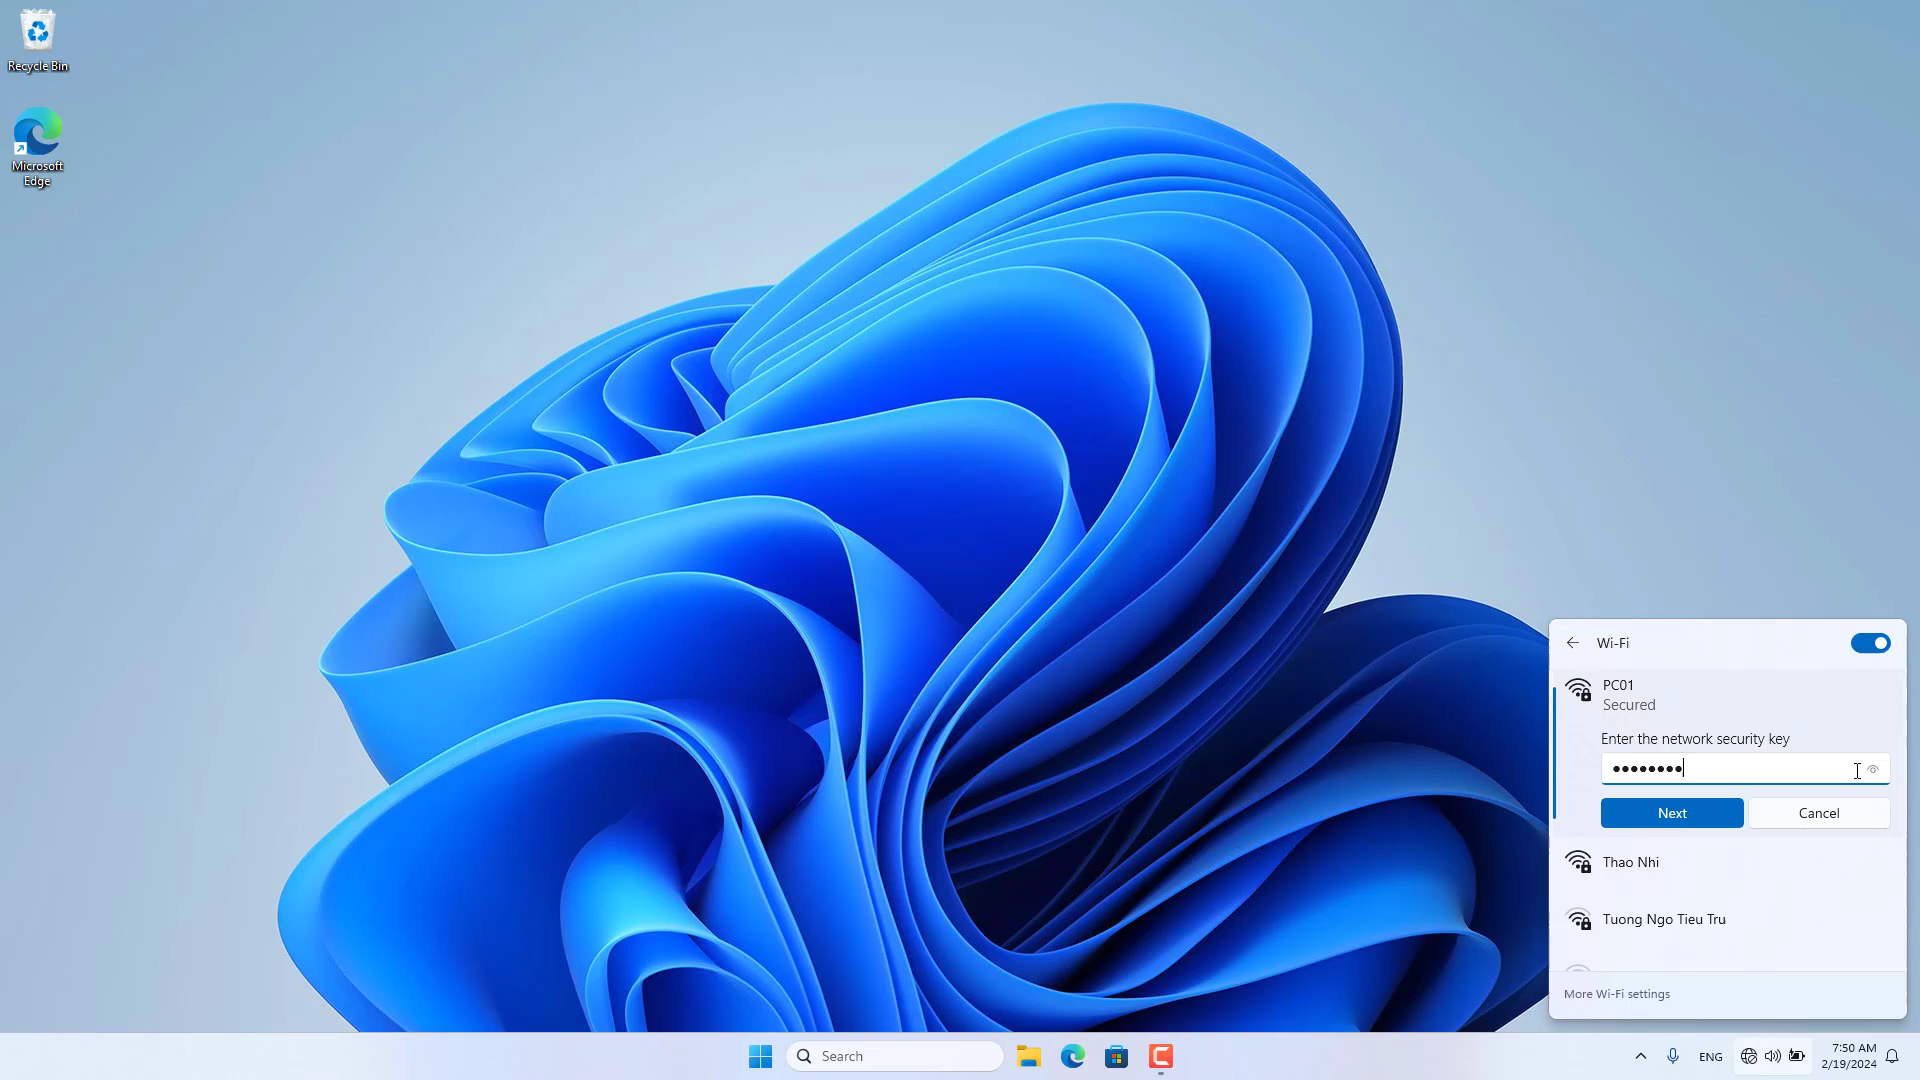 Recycle Bin
Microsoft
Edge
Wi-Fi
PC01
Secured
Enter the network security key
●●●●●●●●
Next
Cancel
Thao Nhi
Tuong Ngo Tieu Tru
More Wi-Fi settings
Search
ENG
7:50 AM
2/19/2024